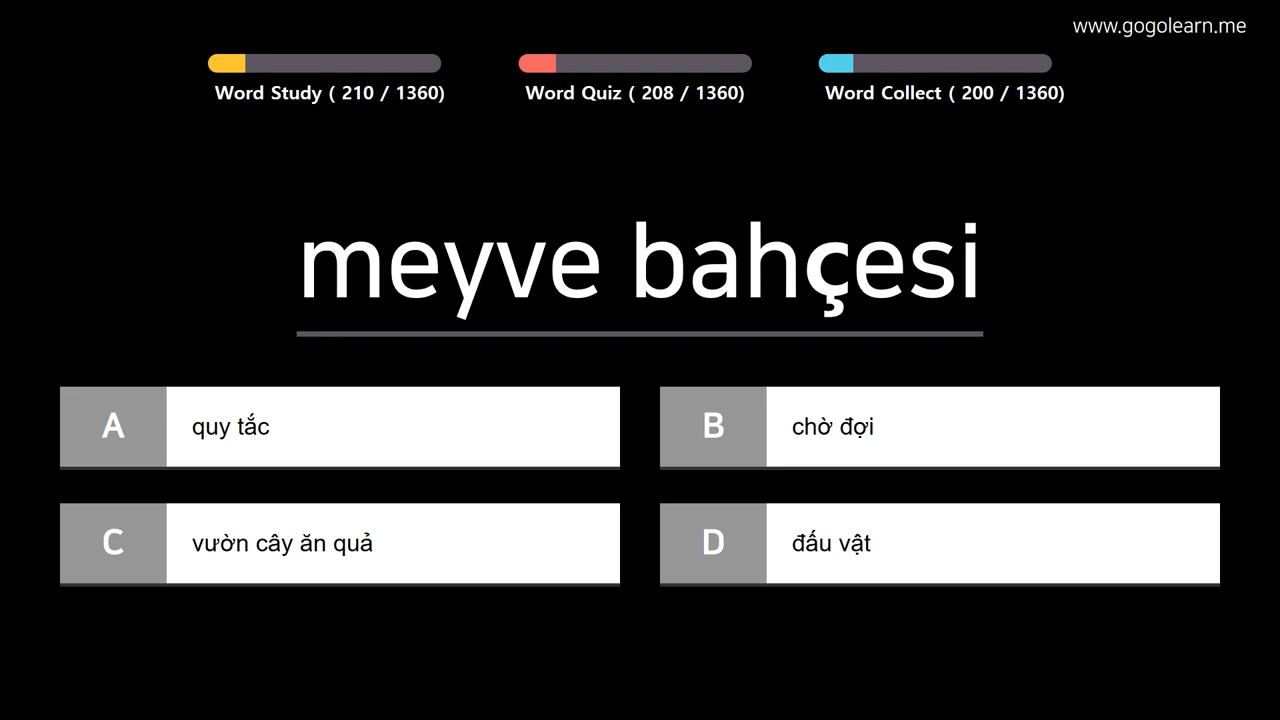 www.gogolearn.me
Word Study ( 210 / 1360)
Word Quiz ( 208 / 1360)
Word Collect ( 200 / 1360)
meyve bahçesi
A quy tắc
B chờ đợi
C vườn cây ăn quả
D đấu vật